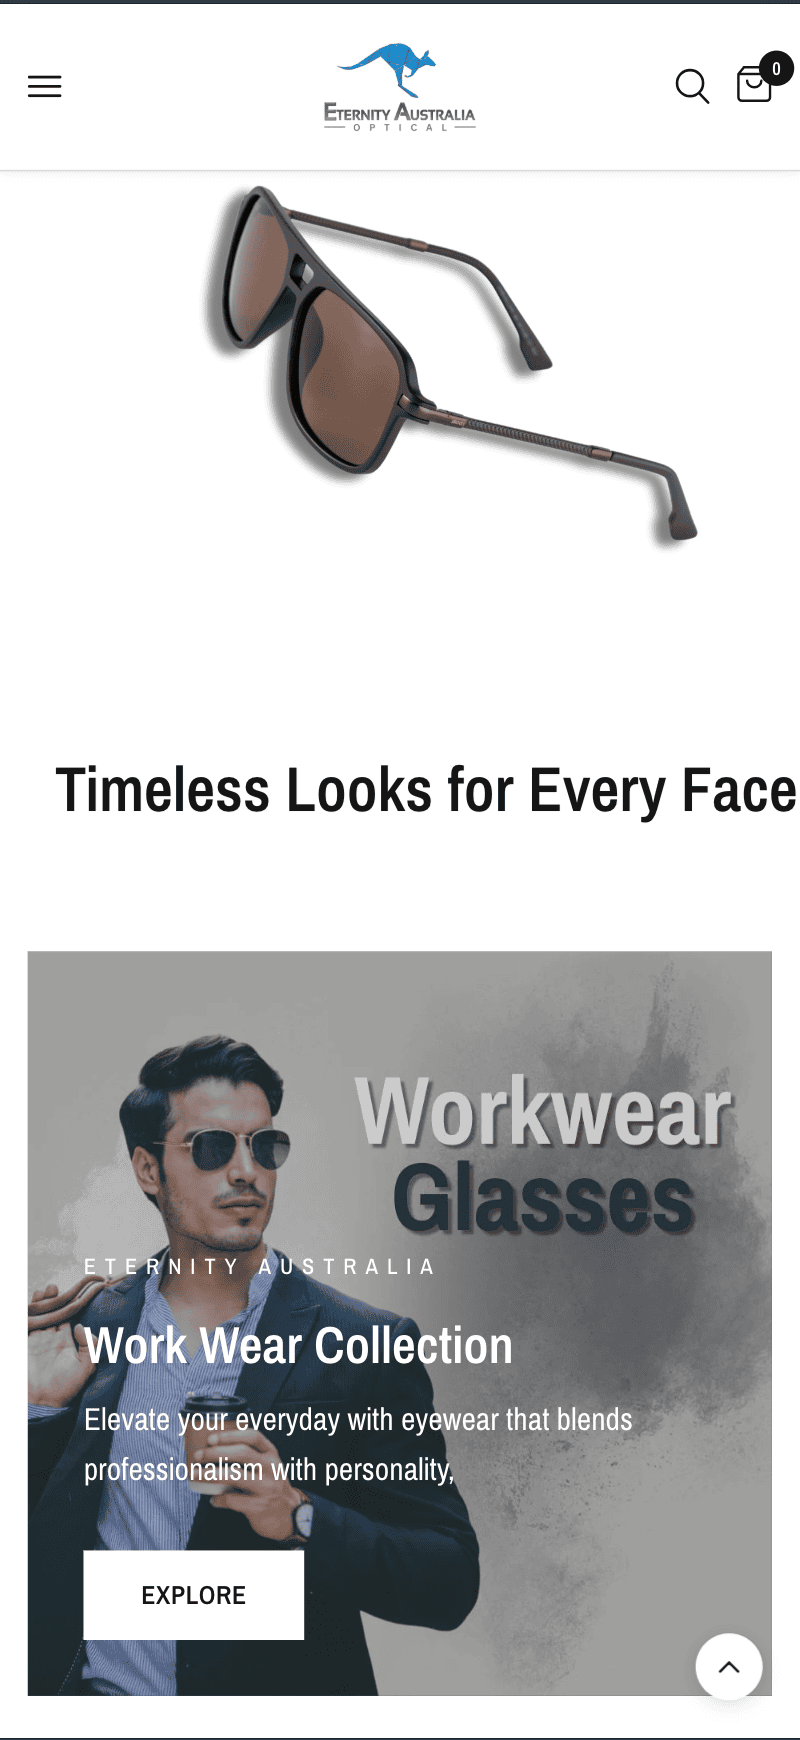 0
ETERNITY AUSTRALIA
OPTICAL
Timeless Looks for Every Face
Workwear
Glasses
ETERNITY AUSTRALIA
Work Wear Collection
Elevate your everyday with eyewear that blends
professionalism with personality,
EXPLORE